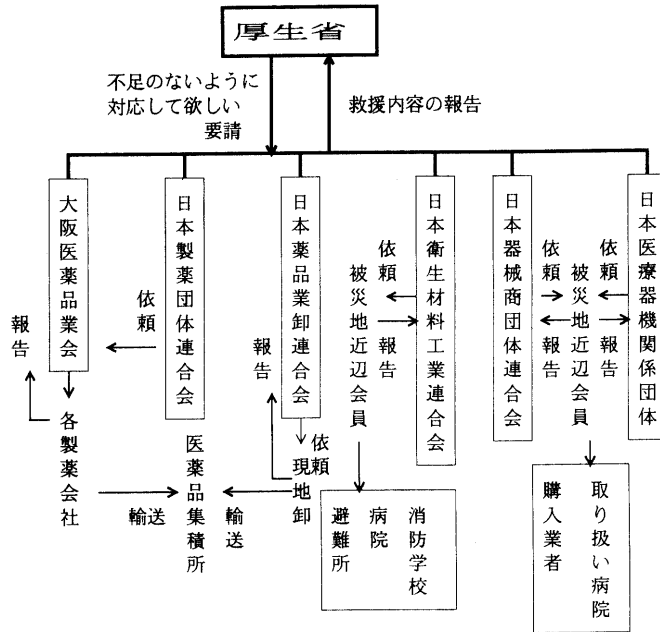 厚生省
不足のないように
対応して欲しい
要請
救援内容の報告
大阪医薬品業会
日本製薬団体連合会
日本薬品業卸連合会
日本衛生材料工業連合会
日本器械商団体連合会
日本医療器機関係団体
報告
依頼
報告
依頼
被災地近辺会員
報告
依頼
報告
被災地近辺会員
依頼
報告
各製薬会社
輸送
医薬品集積所
輸送
現地卸
依頼
避難所
病院
消防学校
購入業者
取り扱い病院